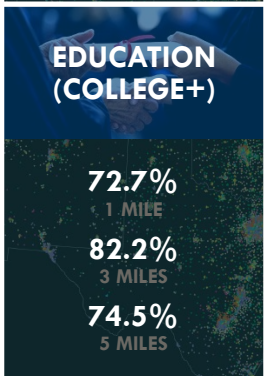 EDUCATION
(COLLEGE+)
72.7%
1 MILE
82.2%
3 MILES
74.5%
5 MILES